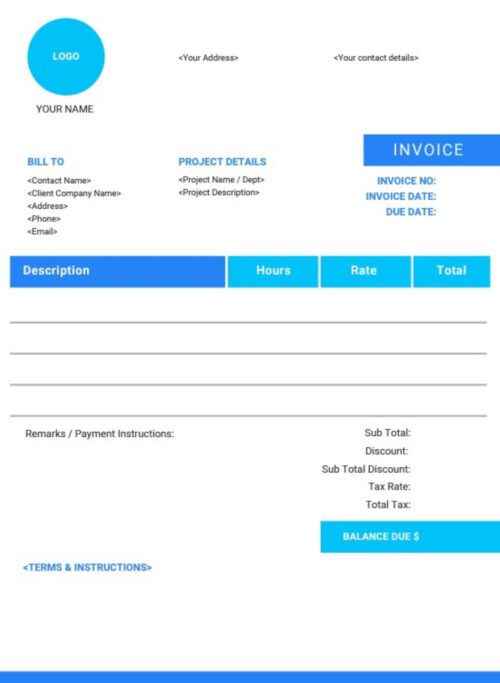 LOGO
<Your Address>
<Your contact details>
YOUR NAME
INVOICE
BILL TO
<Contact Name>
<Client Company Name>
<Address>
<Phone>
<Email>
PROJECT DETAILS
<Project Name / Dept>
<Project Description>
INVOICE NO:
INVOICE DATE:
DUE DATE:
Description Hours Rate Total
Remarks / Payment Instructions:
Sub Total:
Discount:
Sub Total Discount:
Tax Rate:
Total Tax:
BALANCE DUE $
<TERMS & INSTRUCTIONS>